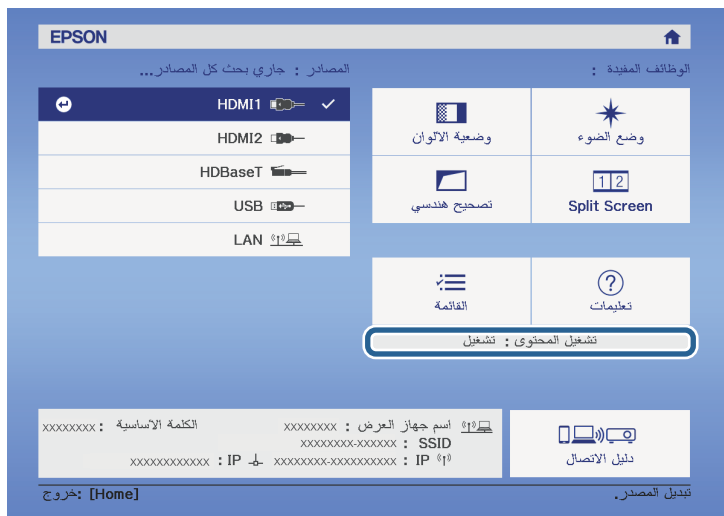 EPSON
الوظائف المفيدة :
المصادر : جاري بحث كل المصادر...
HDMI1
HDMI2
HDBaseT
USB
LAN
وضع الضوء
وضعية الالوان
1 2
Split Screen
تصحيح هندسي
تعليمات
القائمة
تشغيل المحتوى : تشغيل
اسم جهاز العرض : xxxxxxxx
الكلمة الاساسية : xxxxxxxx
SSID : xxxxxxxx-xxxxxx
IP : xxxxxxxx-xxxxxxxxxx
IP : xxxxxxxxxxxx
دليل الاتصال
تبديل المصدر.
[Home] :خروج